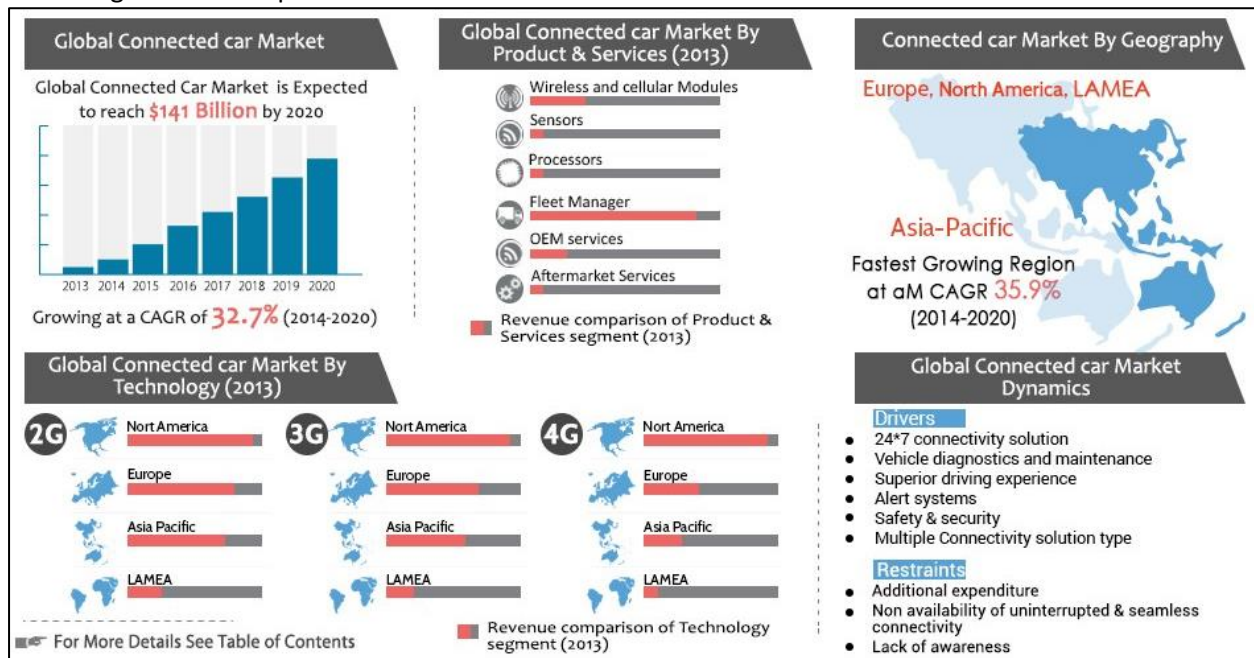 Global Connected car Market
Global Connected Car Market is Expected
to reach $141 Billion by 2020
2013 2014 2015 2016 2017 2018 2019 2020
Growing at a CAGR of 32.7% (2014-2020)
Global Connected car Market By
Product & Services (2013)
Wireless and cellular Modules
Sensors
Processors
Fleet Manager
OEM services
Aftermarket Services
Revenue comparison of Product &
Services segment (2013)
Connected car Market By Geography
Europe, North America, LAMEA
Asia-Pacific
Fastest Growing Region
at aM CAGR 35.9%
(2014-2020)
Global Connected car Market By
Technology (2013)
2G
Nort America
Europe
Asia Pacific
LAMEA
3G
Nort America
Europe
Asia Pacific
LAMEA
4G
Nort America
Europe
Asia Pacific
LAMEA
For More Details See Table of Contents
Revenue comparison of Technology
segment (2013)
Global Connected car Market
Dynamics
Drivers
24*7 connectivity solution
Vehicle diagnostics and maintenance
Superior driving experience
Alert systems
Safety & security
Multiple Connectivity solution type
Restraints
Additional expenditure
Non availability of uninterrupted & seamless
connectivity
Lack of awareness